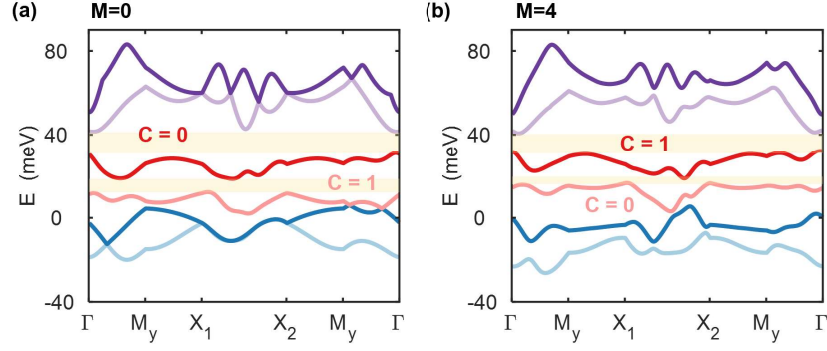 (a) M=0
80
40
0
-40
E (meV)
C = 0
C = 1
Γ M_y X_1 X_2 M_y Γ
(b) M=4
80
40
0
-40
E (meV)
C = 1
C = 0
Γ M_y X_1 X_2 M_y Γ